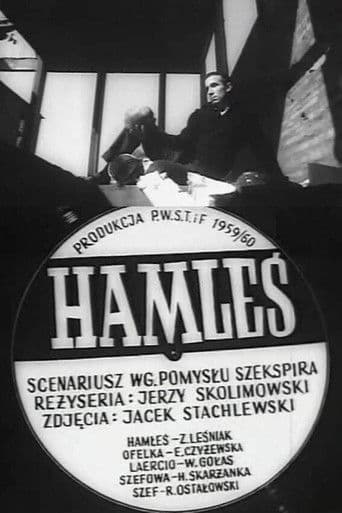 PRODUKCJA P.W.S.T.iF 1959/60
HAMLEŚ
SCENARIUSZ WG. POMYSŁU SZEKSPIRA
REŻYSERIA: JERZY SKOLIMOWSKI
ZDJĘCIA: JACEK STACHLEWSKI
HAMLEŚ-Z.LEŚNIAK
OFELKA-E.CZYŻEWSKA
LAERCIO-W.GOŁAS
SZEFOWA-H.SKARŻANKA
SZEF-R.OSTAŁOWSKI